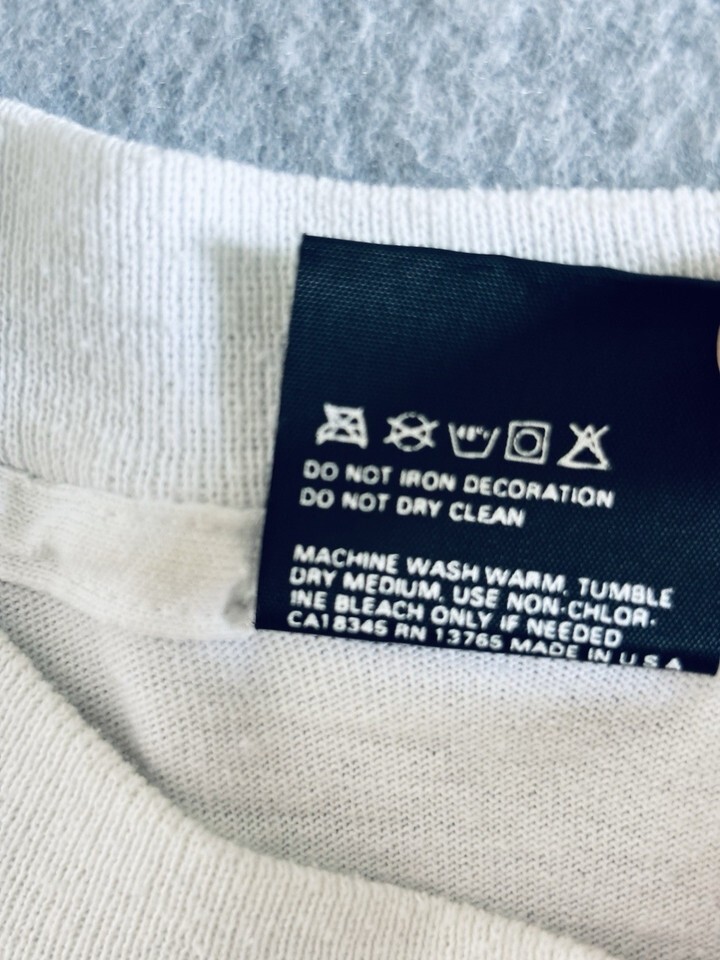 DO NOT IRON DECORATION
DO NOT DRY CLEAN
MACHINE WASH WARM, TUMBLE
DRY MEDIUM, USE NON-CHLOR-
INE BLEACH ONLY IF NEEDED
CA18345 RN 13765 MADE IN U.S.A.